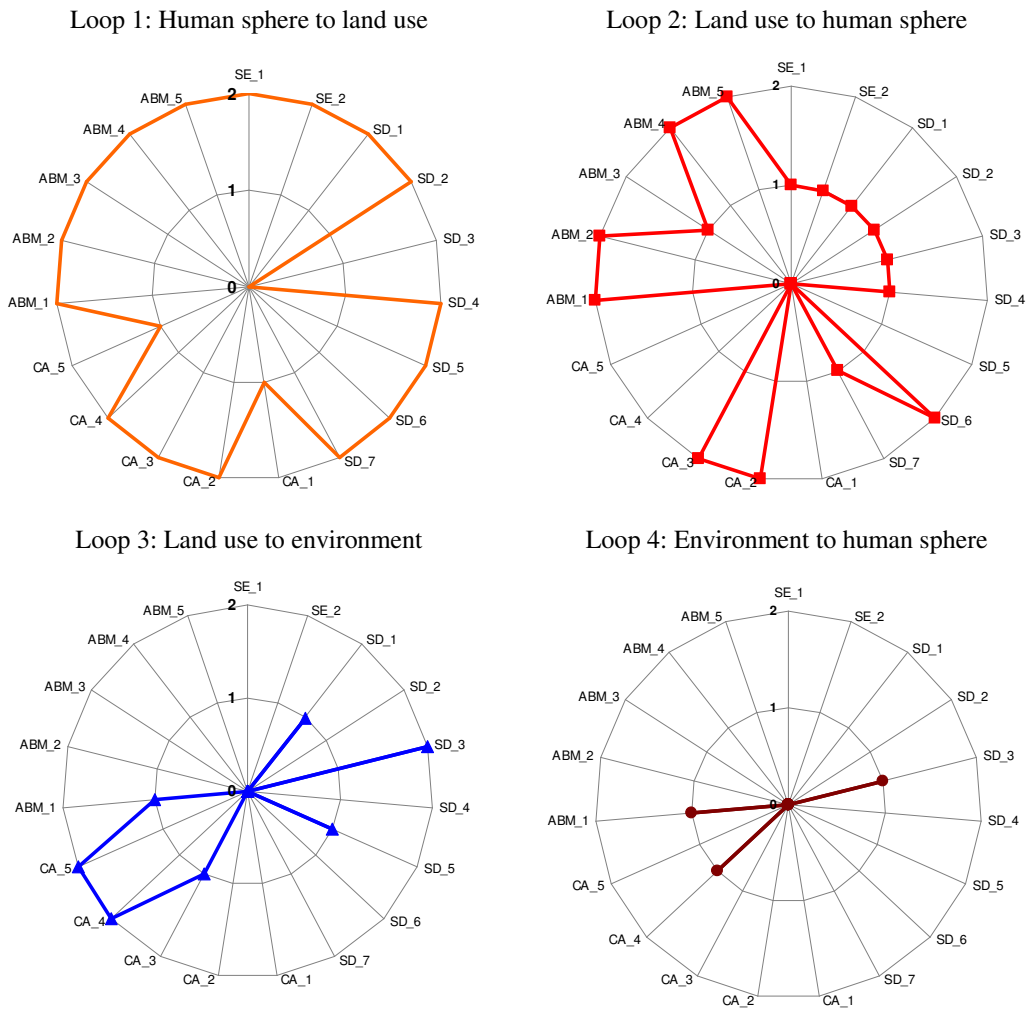 Loop 1: Human sphere to land use
SE_1
SE_2
SD_1
SD_2
SD_3
SD_4
SD_5
SD_6
SD_7
CA_1
CA_2
CA_3
CA_4
CA_5
ABM_1
ABM_2
ABM_3
ABM_4
ABM_5
2
1
0
Loop 2: Land use to human sphere
SE_1
SE_2
SD_1
SD_2
SD_3
SD_4
SD_5
SD_6
SD_7
CA_1
CA_2
CA_3
CA_4
CA_5
ABM_1
ABM_2
ABM_3
ABM_4
ABM_5
2
1
0
Loop 3: Land use to environment
SE_1
SE_2
SD_1
SD_2
SD_3
SD_4
SD_5
SD_6
SD_7
CA_1
CA_2
CA_3
CA_4
CA_5
ABM_1
ABM_2
ABM_3
ABM_4
ABM_5
2
1
0
Loop 4: Environment to human sphere
SE_1
SE_2
SD_1
SD_2
SD_3
SD_4
SD_5
SD_6
SD_7
CA_1
CA_2
CA_3
CA_4
CA_5
ABM_1
ABM_2
ABM_3
ABM_4
ABM_5
2
1
0